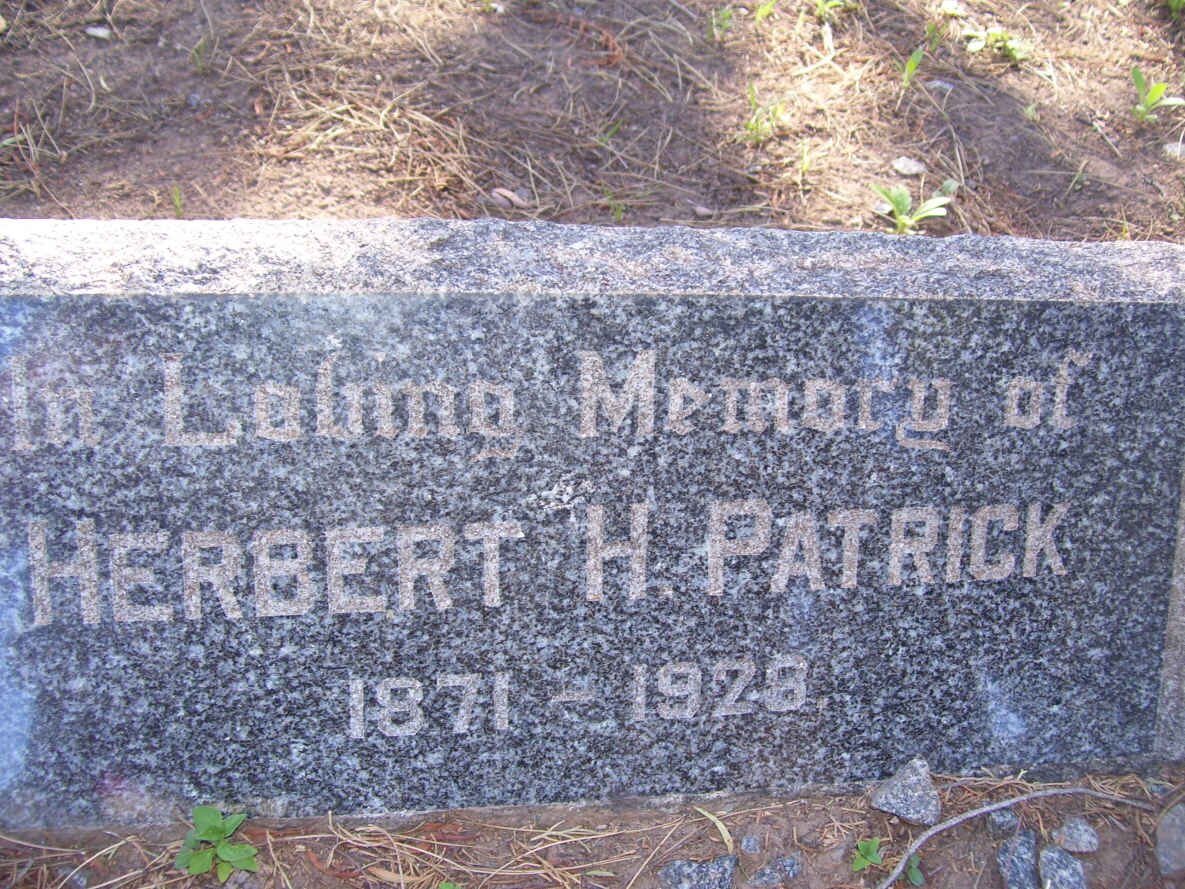 In Loving Memory of
HERBERT H. PATRICK
1871 – 1928.